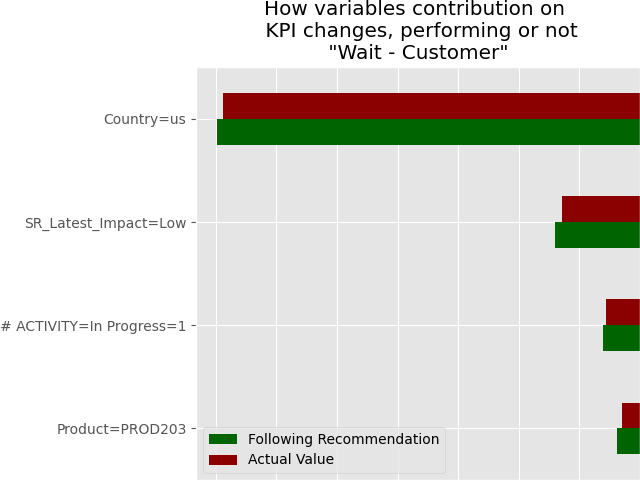 How variables contribution on
KPI changes, performing or not
"Wait - Customer"
Country=us
SR_Latest_Impact=Low
# ACTIVITY=In Progress=1
Product=PROD203
Following Recommendation
Actual Value